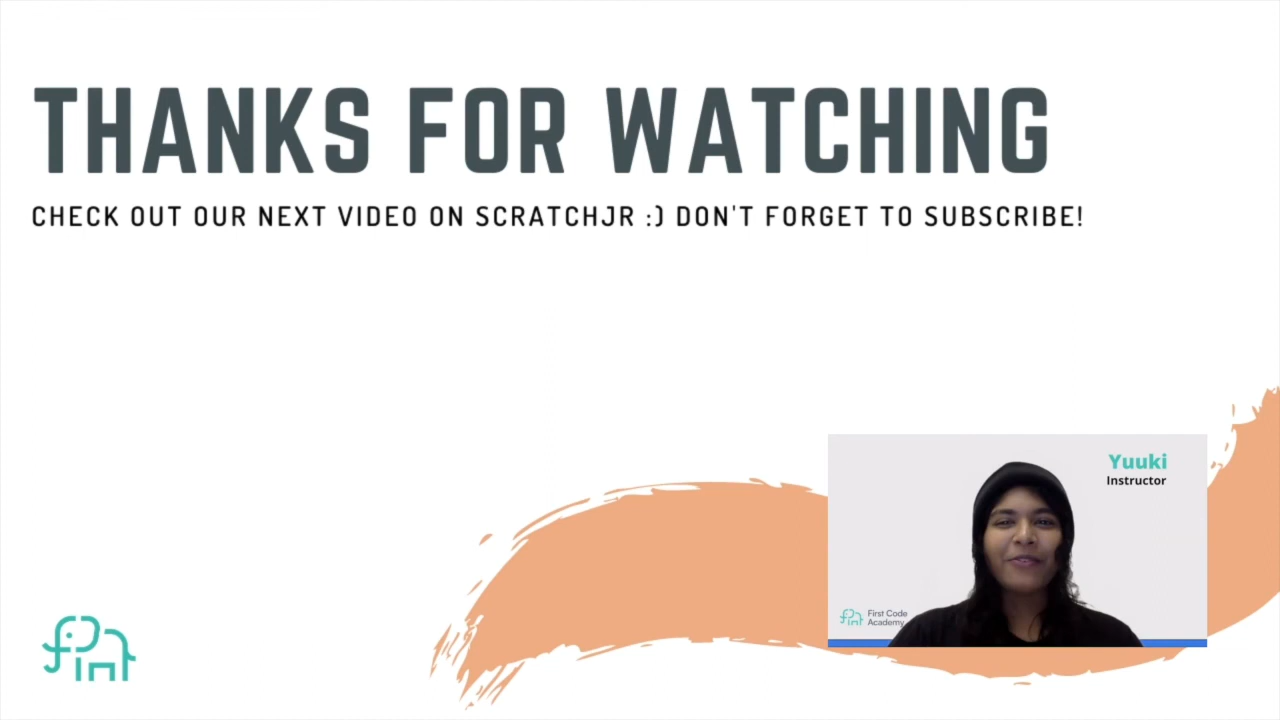 THANKS FOR WATCHING
CHECK OUT OUR NEXT VIDEO ON SCRATCHJR :) DON'T FORGET TO SUBSCRIBE!
Yuuki
Instructor
First Code
Academy